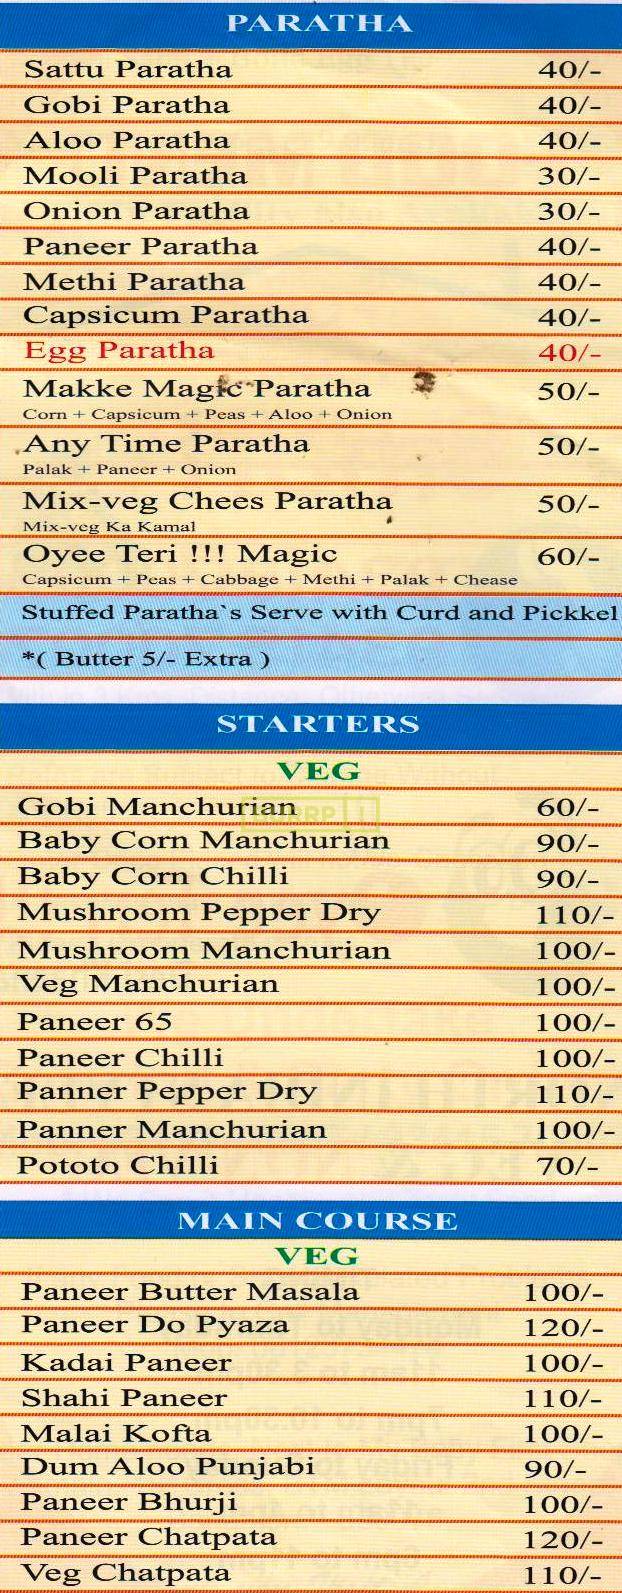 PARATHA
Sattu Paratha 40/-
Gobi Paratha 40/-
Aloo Paratha 40/-
Mooli Paratha 30/-
Onion Paratha 30/-
Paneer Paratha 40/-
Methi Paratha 40/-
Capsicum Paratha 40/-
Egg Paratha 40/-
Makke Magic Paratha 50/-
Corn + Capsicum + Peas + Aloo + Onion
Any Time Paratha 50/-
Palak + Paneer + Onion
Mix-veg Chees Paratha 50/-
Mix-veg Ka Kamal
Oyee Teri !!! Magic 60/-
Capsicum + Peas + Cabbage + Methi + Palak + Chease
Stuffed Paratha`s Serve with Curd and Pickkel
*( Butter 5/- Extra )
STARTERS
VEG
Gobi Manchurian 60/-
BURRP !
Baby Corn Manchurian 90/-
Baby Corn Chilli 90/-
Mushroom Pepper Dry 110/-
Mushroom Manchurian 100/-
Veg Manchurian 100/-
Paneer 65 100/-
Paneer Chilli 100/-
Panner Pepper Dry 110/-
Panner Manchurian 100/-
Pototo Chilli 70/-
MAIN COURSE
VEG
Paneer Butter Masala 100/-
Paneer Do Pyaza 120/-
Kadai Paneer 100/-
Shahi Paneer 110/-
Malai Kofta 100/-
Dum Aloo Punjabi 90/-
Paneer Bhurji 100/-
Paneer Chatpata 120/-
Veg Chatpata 110/-